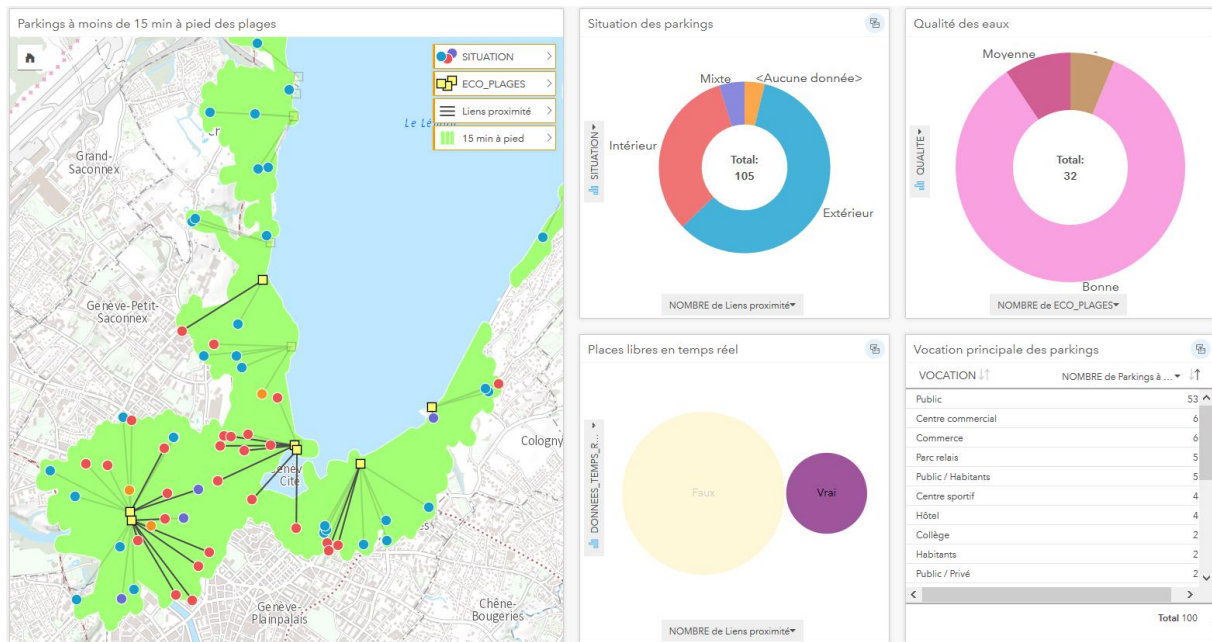 Parkings à moins de 15 min à pied des plages
SITUATION
ECO_PLAGES
Liens proximité
15 min à pied
Grand-
Saconnex
Genève-Petit-
Saconnex
Cologny
Cité
Genève-
Plainpalais
Chêne-
Bougeries
Situation des parkings
SITUATION
Mixte
<Aucune donnée>
Intérieur
Total:
105
Extérieur
NOMBRE de Liens proximité
Qualité des eaux
QUALITE
Moyenne
-
Total:
32
Bonne
NOMBRE de ECO_PLAGES
Places libres en temps réel
DONNEES_TEMPS_R...
Faux
Vrai
NOMBRE de Liens proximité
Vocation principale des parkings
VOCATION NOMBRE de Parkings à ...
Public 53
Centre commercial 6
Commerce 6
Parc relais 5
Public / Habitants 5
Centre sportif 4
Hôtel 4
Collège 2
Habitants 2
Public / Privé 2
Total 100